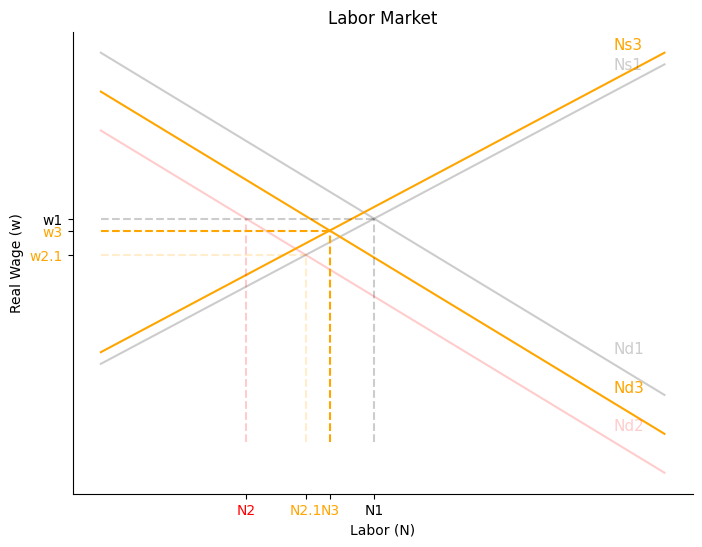 Labor Market
Ns3
Ns1
w1
w3
w2.1
Real Wage (w)
Nd1
Nd3
Nd2
N2
N2.1
N3
N1
Labor (N)